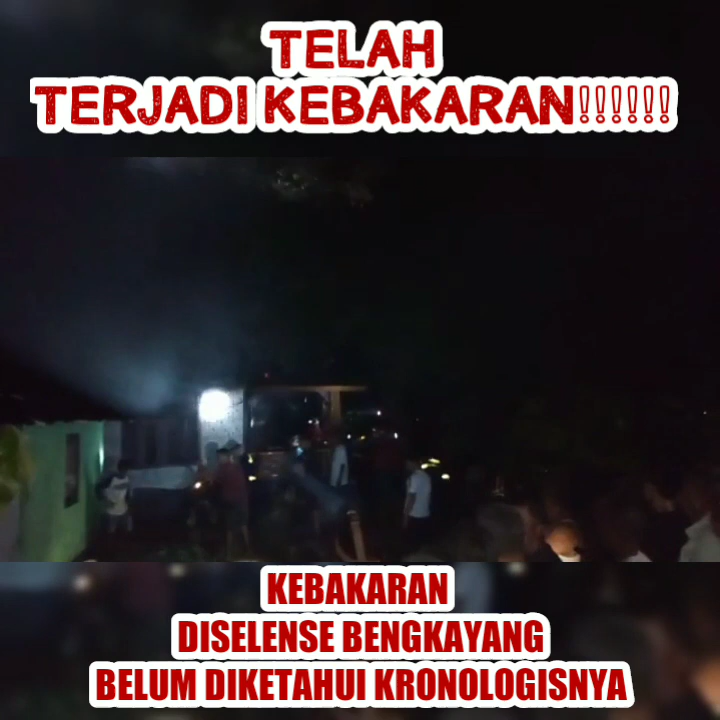 TELAH
TERJADI KEBAKARAN!!!!!!
KEBAKARAN
DISELENSE BENGKAYANG
BELUM DIKETAHUI KRONOLOGISNYA